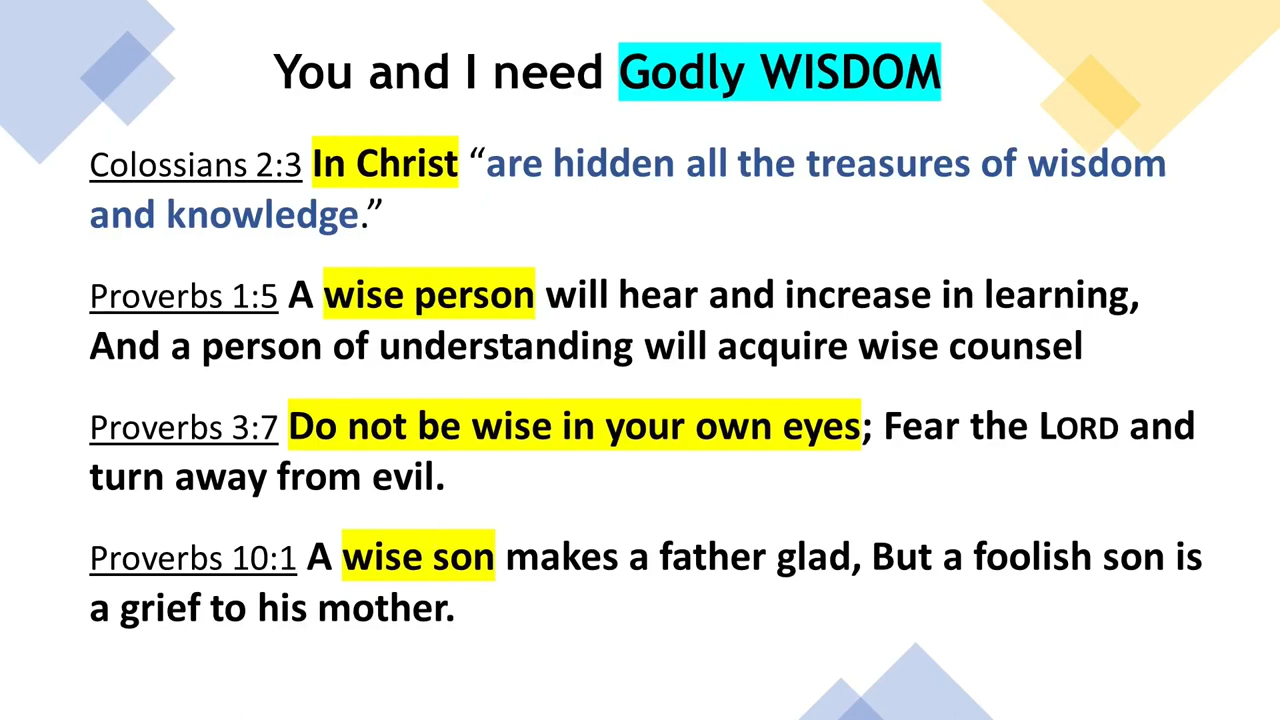 You and I need Godly WISDOM
Colossians 2:3 In Christ “are hidden all the treasures of wisdom
and knowledge.”
Proverbs 1:5 A wise person will hear and increase in learning,
And a person of understanding will acquire wise counsel
Proverbs 3:7 Do not be wise in your own eyes; Fear the LORD and
turn away from evil.
Proverbs 10:1 A wise son makes a father glad, But a foolish son is
a grief to his mother.